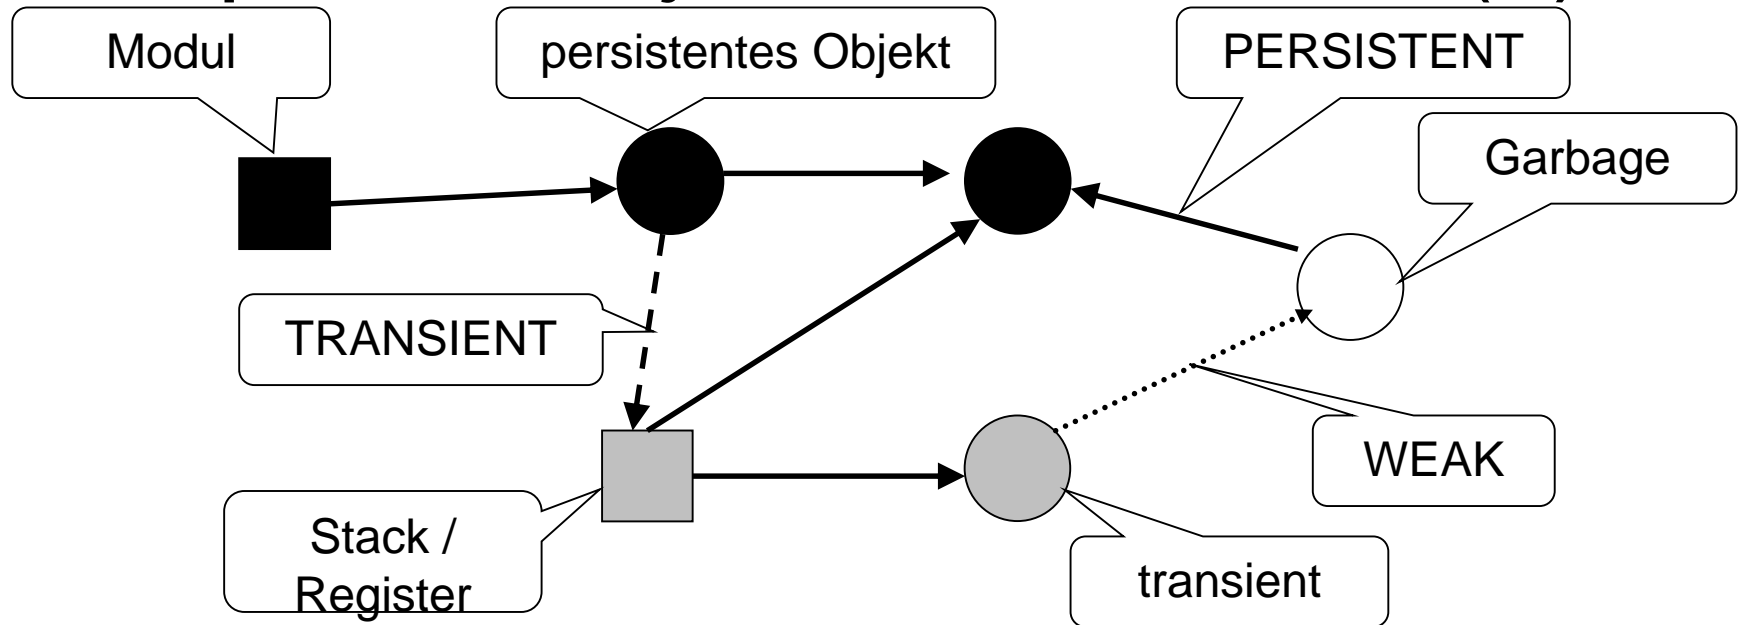 Modul
persistentes Objekt
PERSISTENT
Garbage
TRANSIENT
WEAK
Stack /
Register
transient